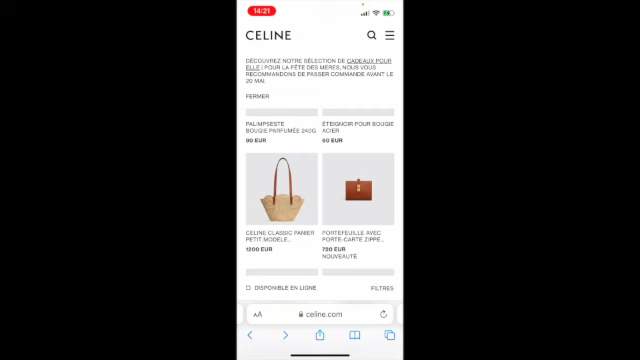 14:21
CELINE
DÉCOUVREZ NOTRE SÉLECTION DE CADEAUX POUR
ELLE ! POUR LA FÊTE DES MÈRES, NOUS VOUS
RECOMMANDONS DE PASSER COMMANDE AVANT LE
20 MAI.
FERMER
PALIMPSESTE
BOUGIE PARFUMÉE 240G
90 EUR
ÉTEIGNOIR POUR BOUGIE
ACIER
60 EUR
CELINE CLASSIC PANIER
PETIT MODELE...
1200 EUR
PORTEFEUILLE AVEC
PORTE-CARTE ZIPPÉ...
720 EUR
NOUVEAUTÉ
DISPONIBLE EN LIGNE
FILTRES
AA celine.com